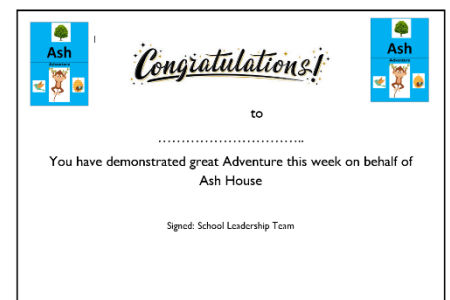 Ash
Adventure
Congratulations!
Ash
Adventure
to
…………………………..
You have demonstrated great Adventure this week on behalf of
Ash House
Signed: School Leadership Team